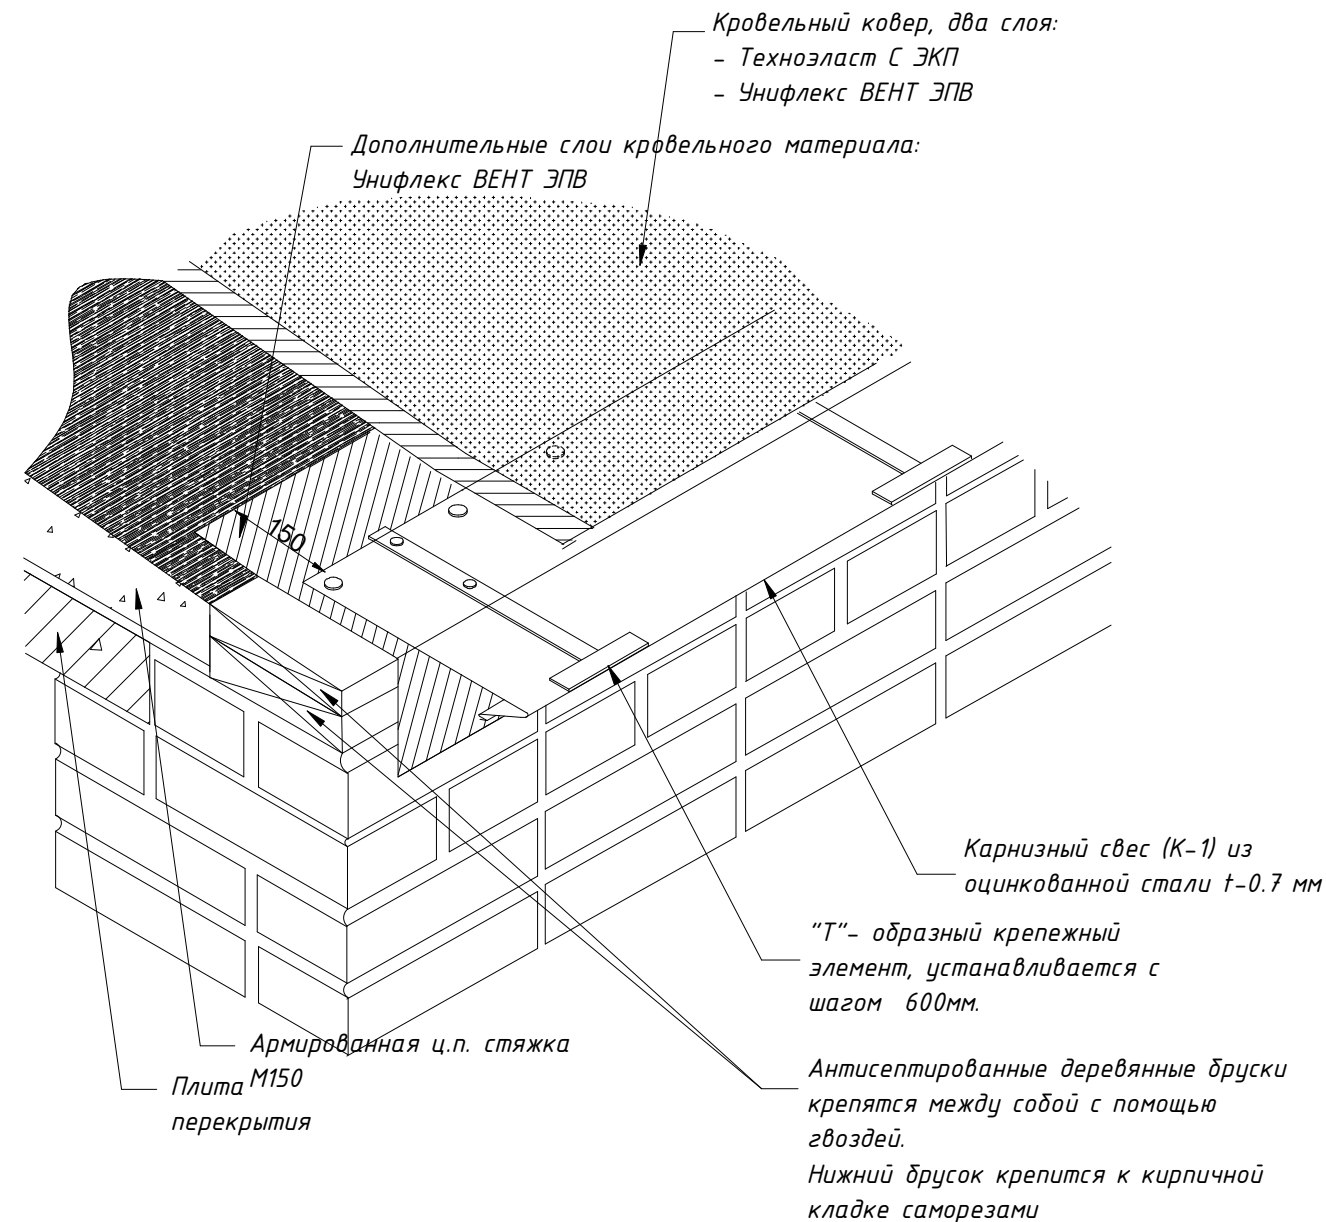 Кровельный ковер, два слоя:
- Техноэласт С ЭКП
- Унифлекс ВЕНТ ЭПВ
Дополнительные слои кровельного материала:
Унифлекс ВЕНТ ЭПВ
150
Карнизный свес (К-1) из
оцинкованной стали t-0.7 мм
"Т"- образный крепежный
элемент, устанавливается с
шагом 600мм.
Армированная ц.п. стяжка
М150
Плита
перекрытия
Антисептированные деревянные бруски
крепятся между собой с помощью
гвоздей.
Нижний брусок крепится к кирпичной
кладке саморезами